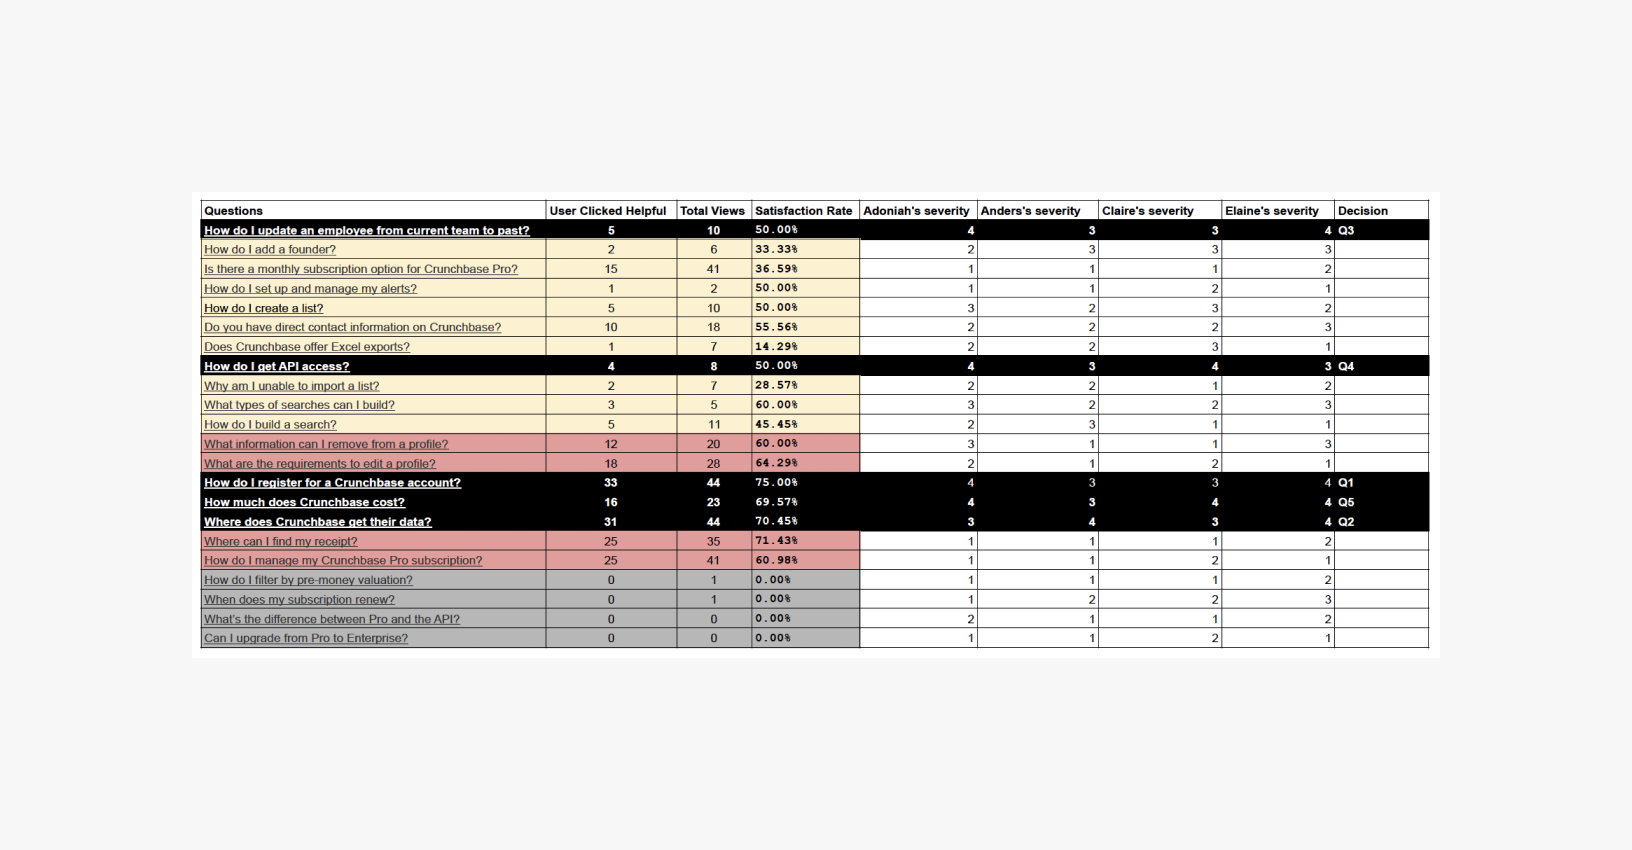 Questions User Clicked Helpful Total Views Satisfaction Rate Adoniah's severity Anders's severity Claire's severity Elaine's severity Decision
How do I update an employee from current team to past? 5 10 50.00% 4 3 3 4 Q3
How do I add a founder? 2 6 33.33% 2 3 3 3
Is there a monthly subscription option for Crunchbase Pro? 15 41 36.59% 1 1 1 2
How do I set up and manage my alerts? 1 2 50.00% 1 1 2 1
How do I create a list? 5 10 50.00% 3 2 3 2
Do you have direct contact information on Crunchbase? 10 18 55.56% 2 2 2 3
Does Crunchbase offer Excel exports? 1 7 14.29% 2 2 3 1
How do I get API access? 4 8 50.00% 4 3 4 3 Q4
Why am I unable to import a list? 2 7 28.57% 2 2 1 2
What types of searches can I build? 3 5 60.00% 3 2 2 3
How do I build a search? 5 11 45.45% 2 3 1 1
What information can I remove from a profile? 12 20 60.00% 3 1 1 3
What are the requirements to edit a profile? 18 28 64.29% 2 1 2 1
How do I register for a Crunchbase account? 33 44 75.00% 4 3 3 4 Q1
How much does Crunchbase cost? 16 23 69.57% 4 3 4 4 Q5
Where does Crunchbase get their data? 31 44 70.45% 3 4 3 4 Q2
Where can I find my receipt? 25 35 71.43% 1 1 1 2
How do I manage my Crunchbase Pro subscription? 25 41 60.98% 1 1 2 1
How do I filter by pre-money valuation? 0 1 0.00% 1 1 1 2
When does my subscription renew? 0 1 0.00% 1 2 2 3
What's the difference between Pro and the API? 0 0 0.00% 2 1 1 2
Can I upgrade from Pro to Enterprise? 0 0 0.00% 1 1 2 1